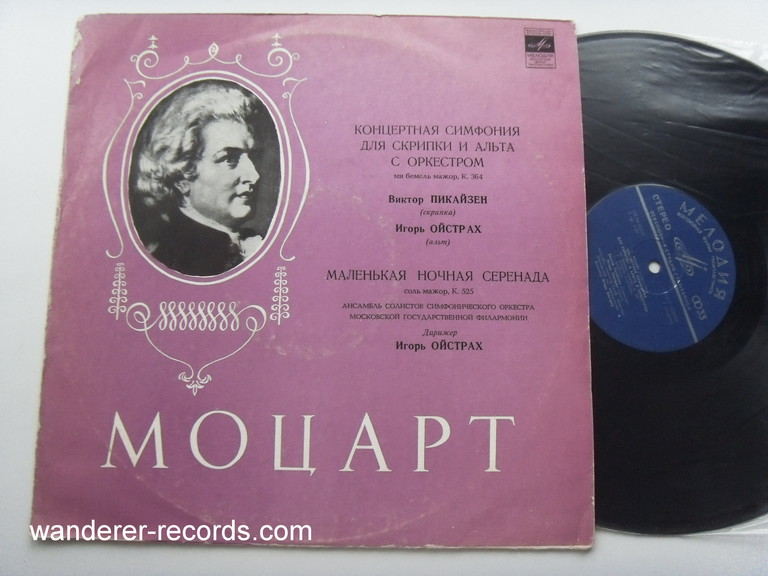 МЕЛОДИЯ
КОНЦЕРТНАЯ СИМФОНИЯ
ДЛЯ СКРИПКИ И АЛЬТА
С ОРКЕСТРОМ
ми бемоль мажор, К. 364
Виктор ПИКАЙЗЕН
(скрипка)
Игорь ОЙСТРАХ
(альт)
МАЛЕНЬКАЯ НОЧНАЯ СЕРЕНАДА
соль мажор, К. 525
АНСАМБЛЬ СОЛИСТОВ СИМФОНИЧЕСКОГО ОРКЕСТРА
МОСКОВСКОЙ ГОСУДАРСТВЕННОЙ ФИЛАРМОНИИ
Дирижер
Игорь ОЙСТРАХ
МОЦАРТ
МЕЛОДИЯ
СТЕРЕО
33
wanderer-records.com